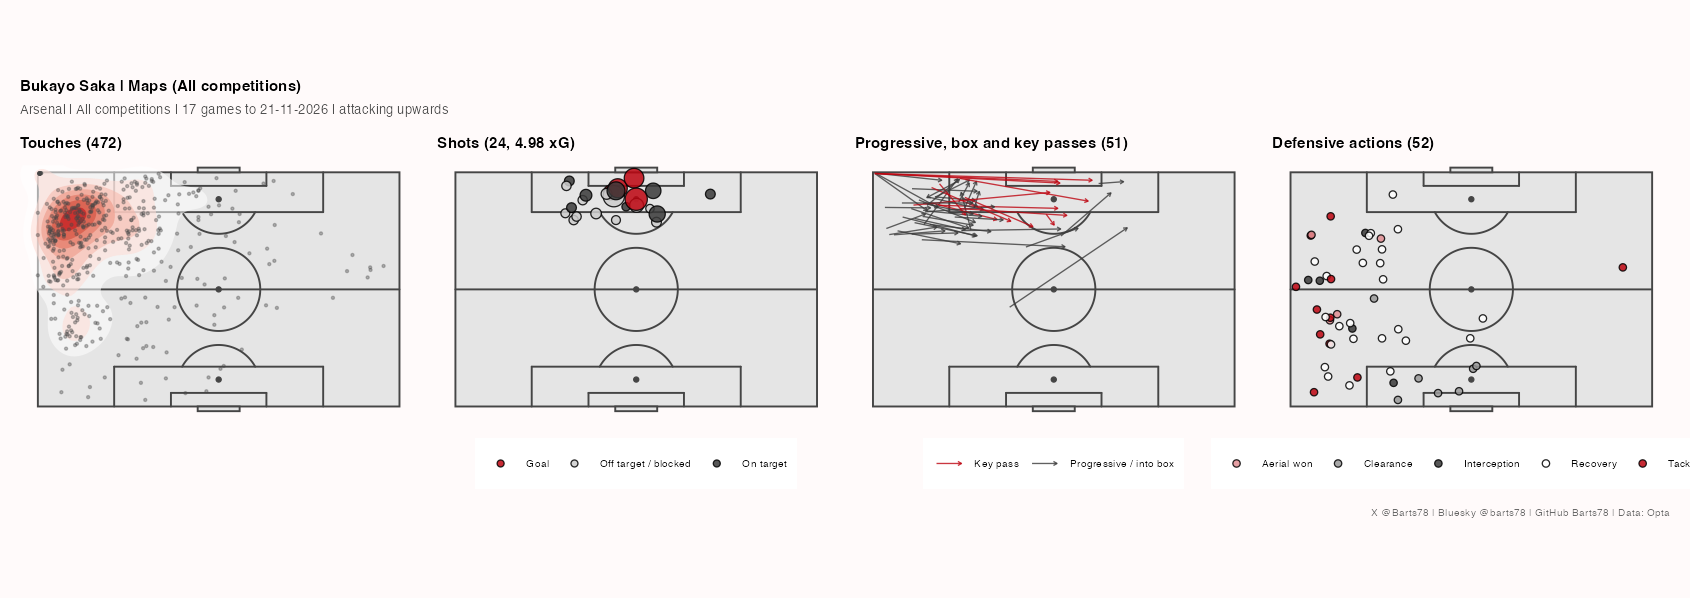 Bukayo Saka | Maps (All competitions)
Arsenal | All competitions | 17 games to 21-11-2026 | attacking upwards
Touches (472)
Shots (24, 4.98 xG)
Progressive, box and key passes (51)
Defensive actions (52)
Goal
Off target / blocked
On target
Key pass
Progressive / into box
Aerial won
Clearance
Interception
Recovery
Tack
X @Barts78 | Bluesky @barts78 | GitHub Barts78 | Data: Opta